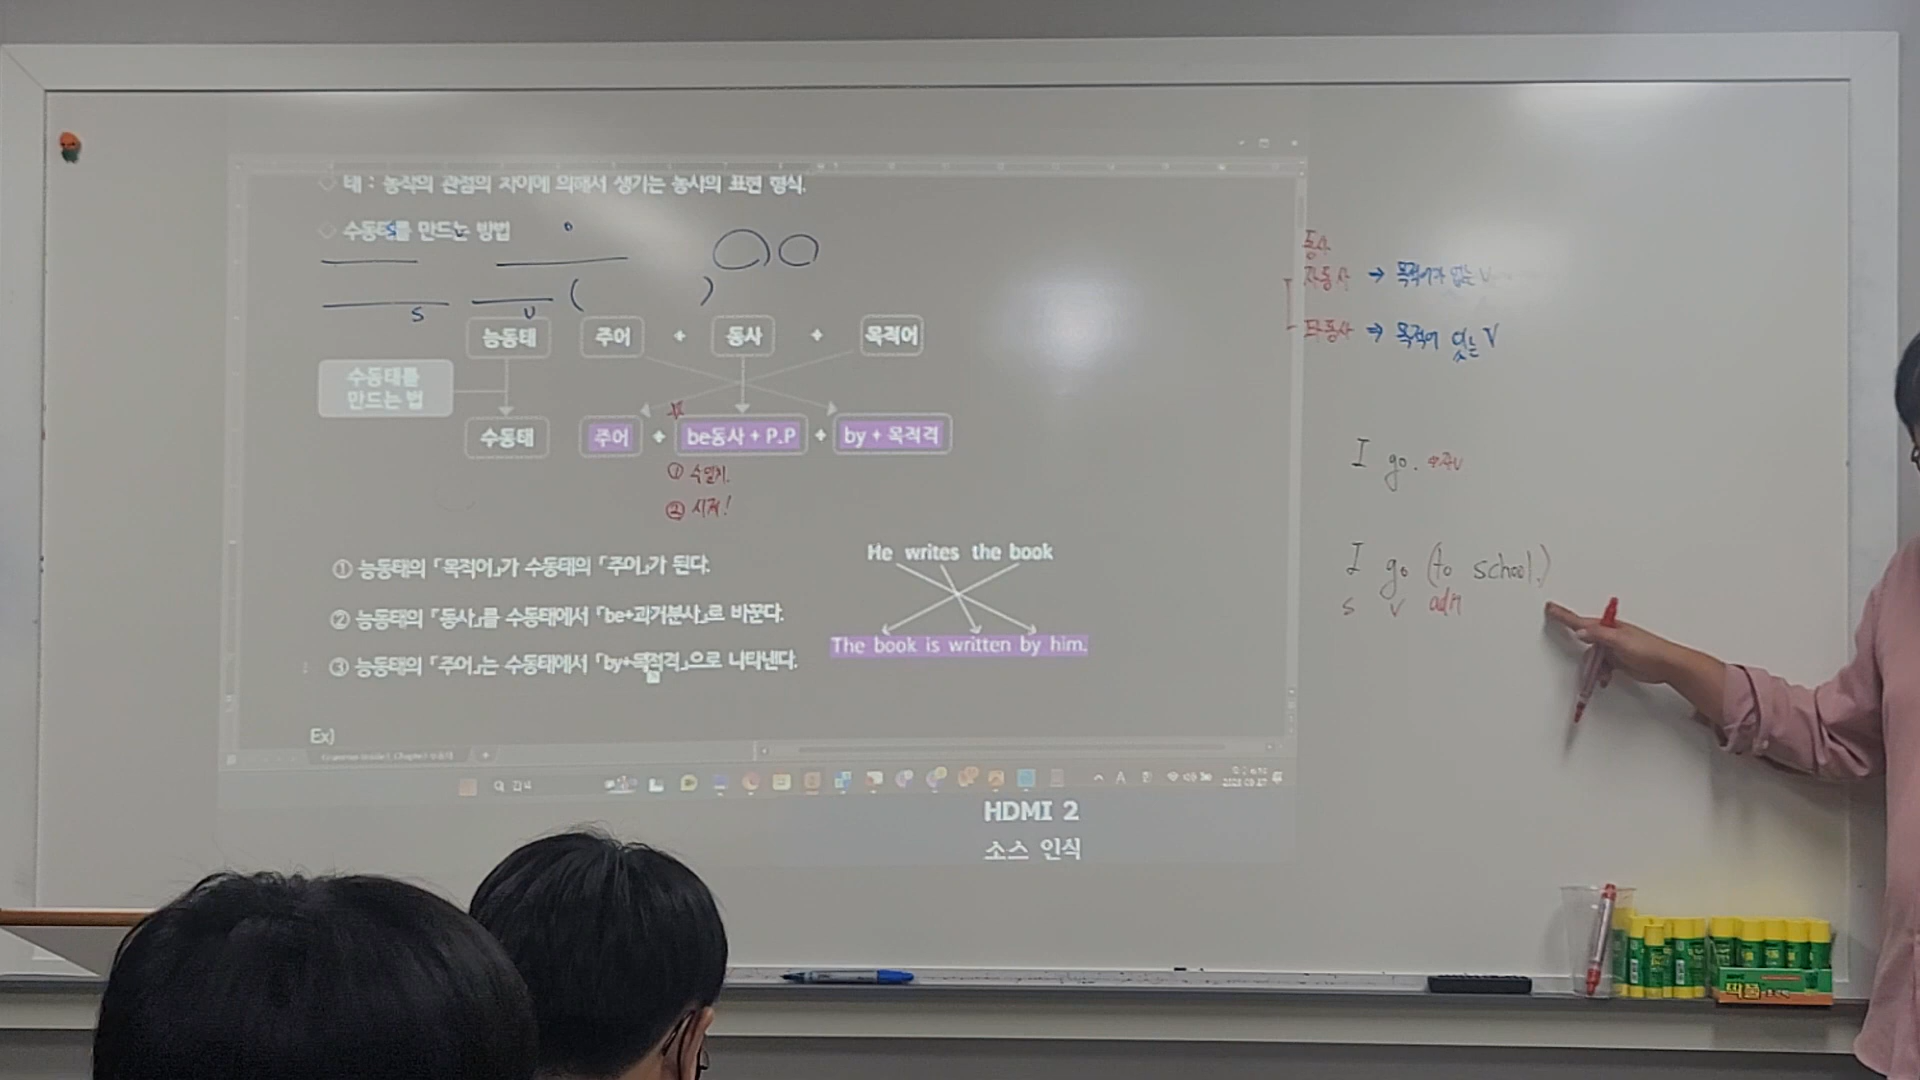 ◇ 태 : 동작의 관점의 차이에 의해서 생기는 동사의 표현 형식.
◇ 수동태를 만드는 방법
S O
S V ( )
능동태 주어 + 동사 + 목적어
수동태를
만드는 법
수동태 주어 + be동사 + P.P + by + 목적격
① 수일치.
② 시제!
① 능동태의 「목적어」가 수동태의 「주어」가 된다.
② 능동태의 「동사」를 수동태에서 「be+과거분사」로 바꾼다.
③ 능동태의 「주어」는 수동태에서 「by+목적격」으로 나타낸다.
He writes the book
The book is written by him.
Ex)
HDMI 2
소스 인식
동사
자동사 → 목적어가 없는 V
타동사 ⇒ 목적어 있는 V
I go.
I go (to school.)
S V
딱풀